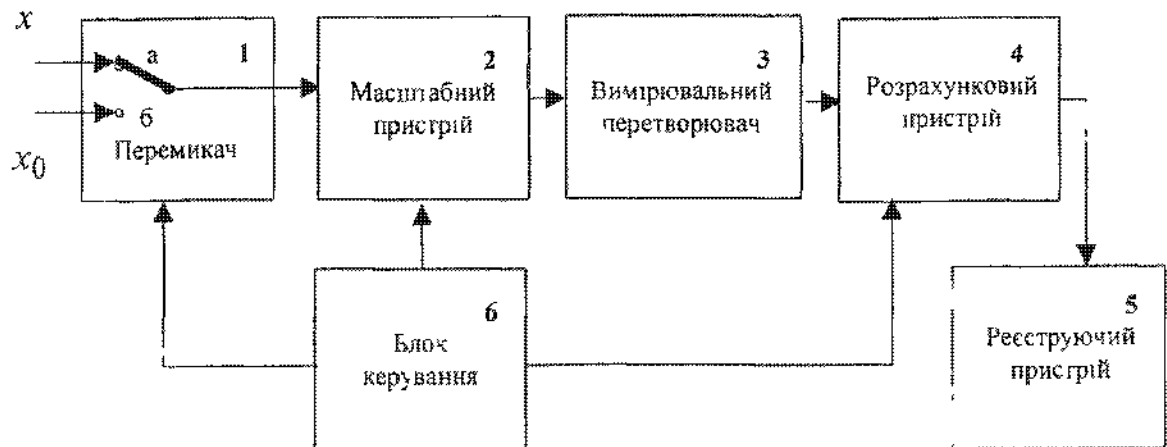 x
x₀
1
а
б
Перемикач
2
Масштабний
пристрій
3
Вимірювальний
перетворювач
4
Розрахунковий
пристрій
5
Реєструючий
пристрій
6
Блок
керування